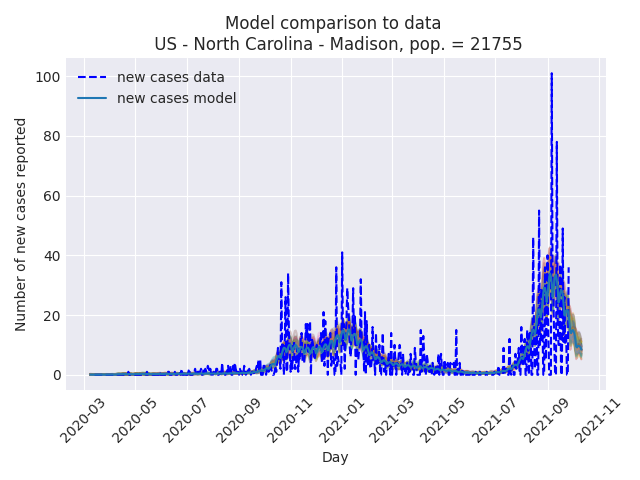 Model comparison to data
US - North Carolina - Madison, pop. = 21755
new cases data
new cases model
Number of new cases reported
100
80
60
40
20
0
2020-03
2020-05
2020-07
2020-09
2020-11
2021-01
2021-03
2021-05
2021-07
2021-09
2021-11
Day